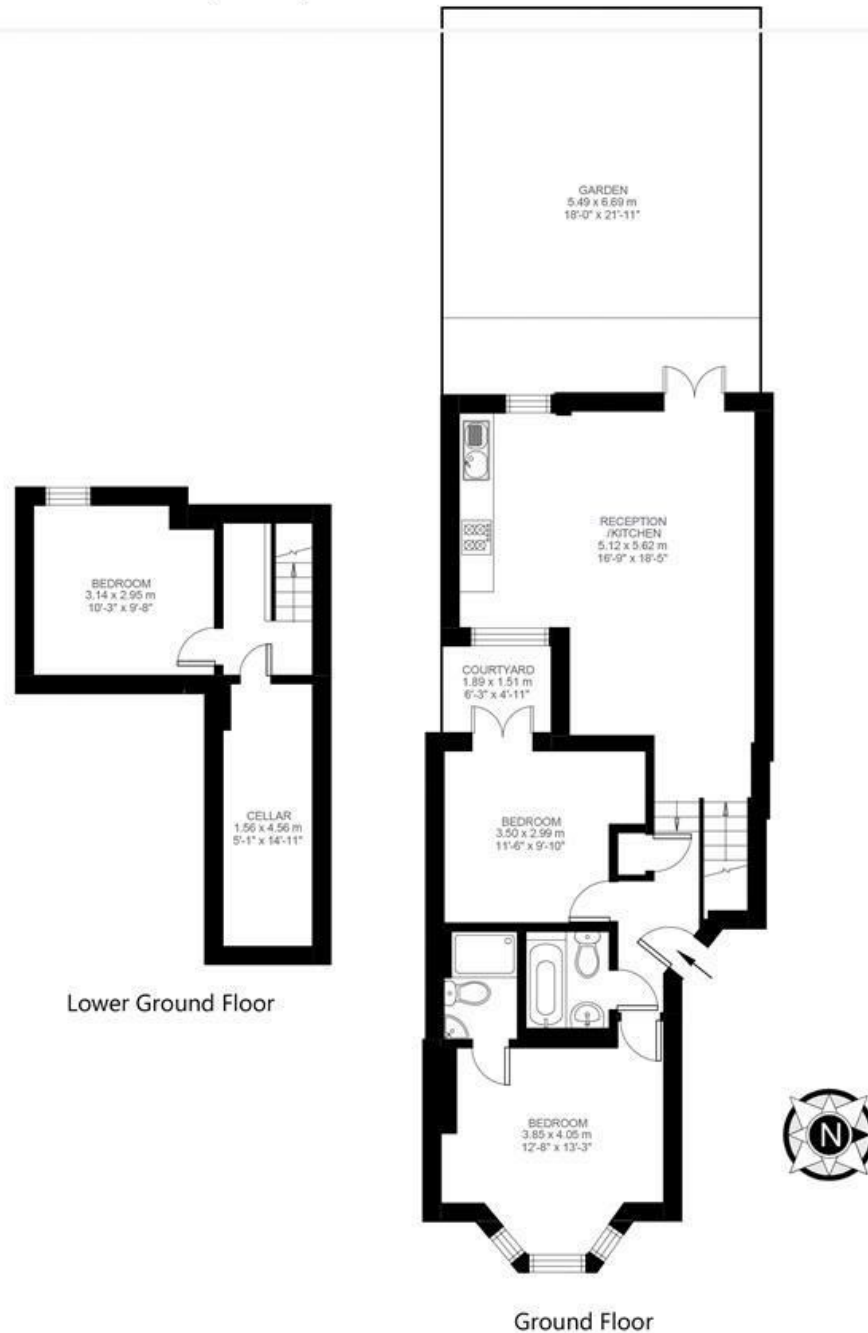 GARDEN
5.49 x 6.69 m
18'-0" x 21'-11"
RECEPTION
/KITCHEN
5.12 x 5.62 m
16'-9" x 18'-5"
BEDROOM
3.14 x 2.95 m
10'-3" x 9'-8"
COURTYARD
1.89 x 1.51 m
6'-3" x 4'-11"
CELLAR
1.56 x 4.56 m
5'-1" x 14'-11"
BEDROOM
3.50 x 2.99 m
11'-6" x 9'-10"
Lower Ground Floor
BEDROOM
3.85 x 4.05 m
12'-8" x 13'-3"
N
Ground Floor